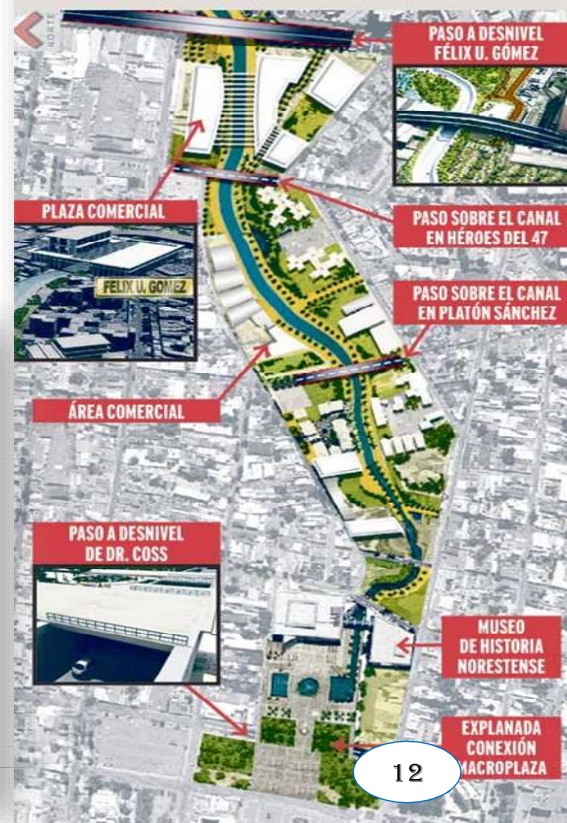 NORTE
PASO A DESNIVEL
FÉLIX U. GÓMEZ
PLAZA COMERCIAL
FELIX U. GOMEZ
PASO SOBRE EL CANAL
EN HÉROES DEL 47
PASO SOBRE EL CANAL
EN PLATÓN SÁNCHEZ
ÁREA COMERCIAL
PASO A DESNIVEL
DE DR. COSS
MUSEO
DE HISTORIA
NORESTENSE
EXPLANADA
CONEXIÓN
MACROPLAZA
12